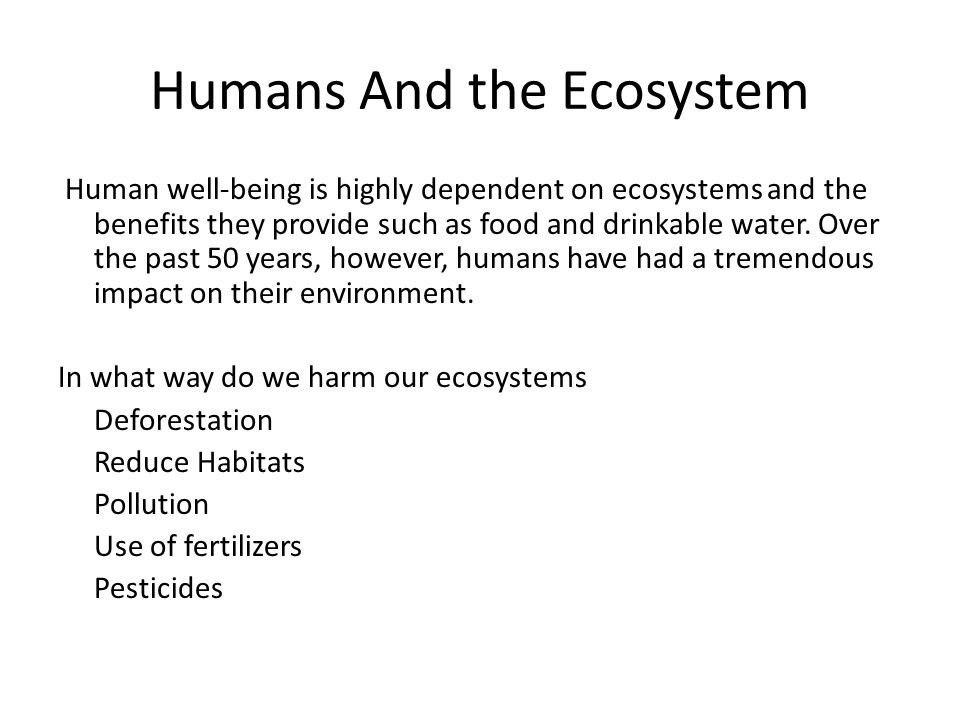 Humans And the Ecosystem
Human well-being is highly dependent on ecosystems and the
benefits they provide such as food and drinkable water. Over
the past 50 years, however, humans have had a tremendous
impact on their environment.
In what way do we harm our ecosystems
Deforestation
Reduce Habitats
Pollution
Use of fertilizers
Pesticides